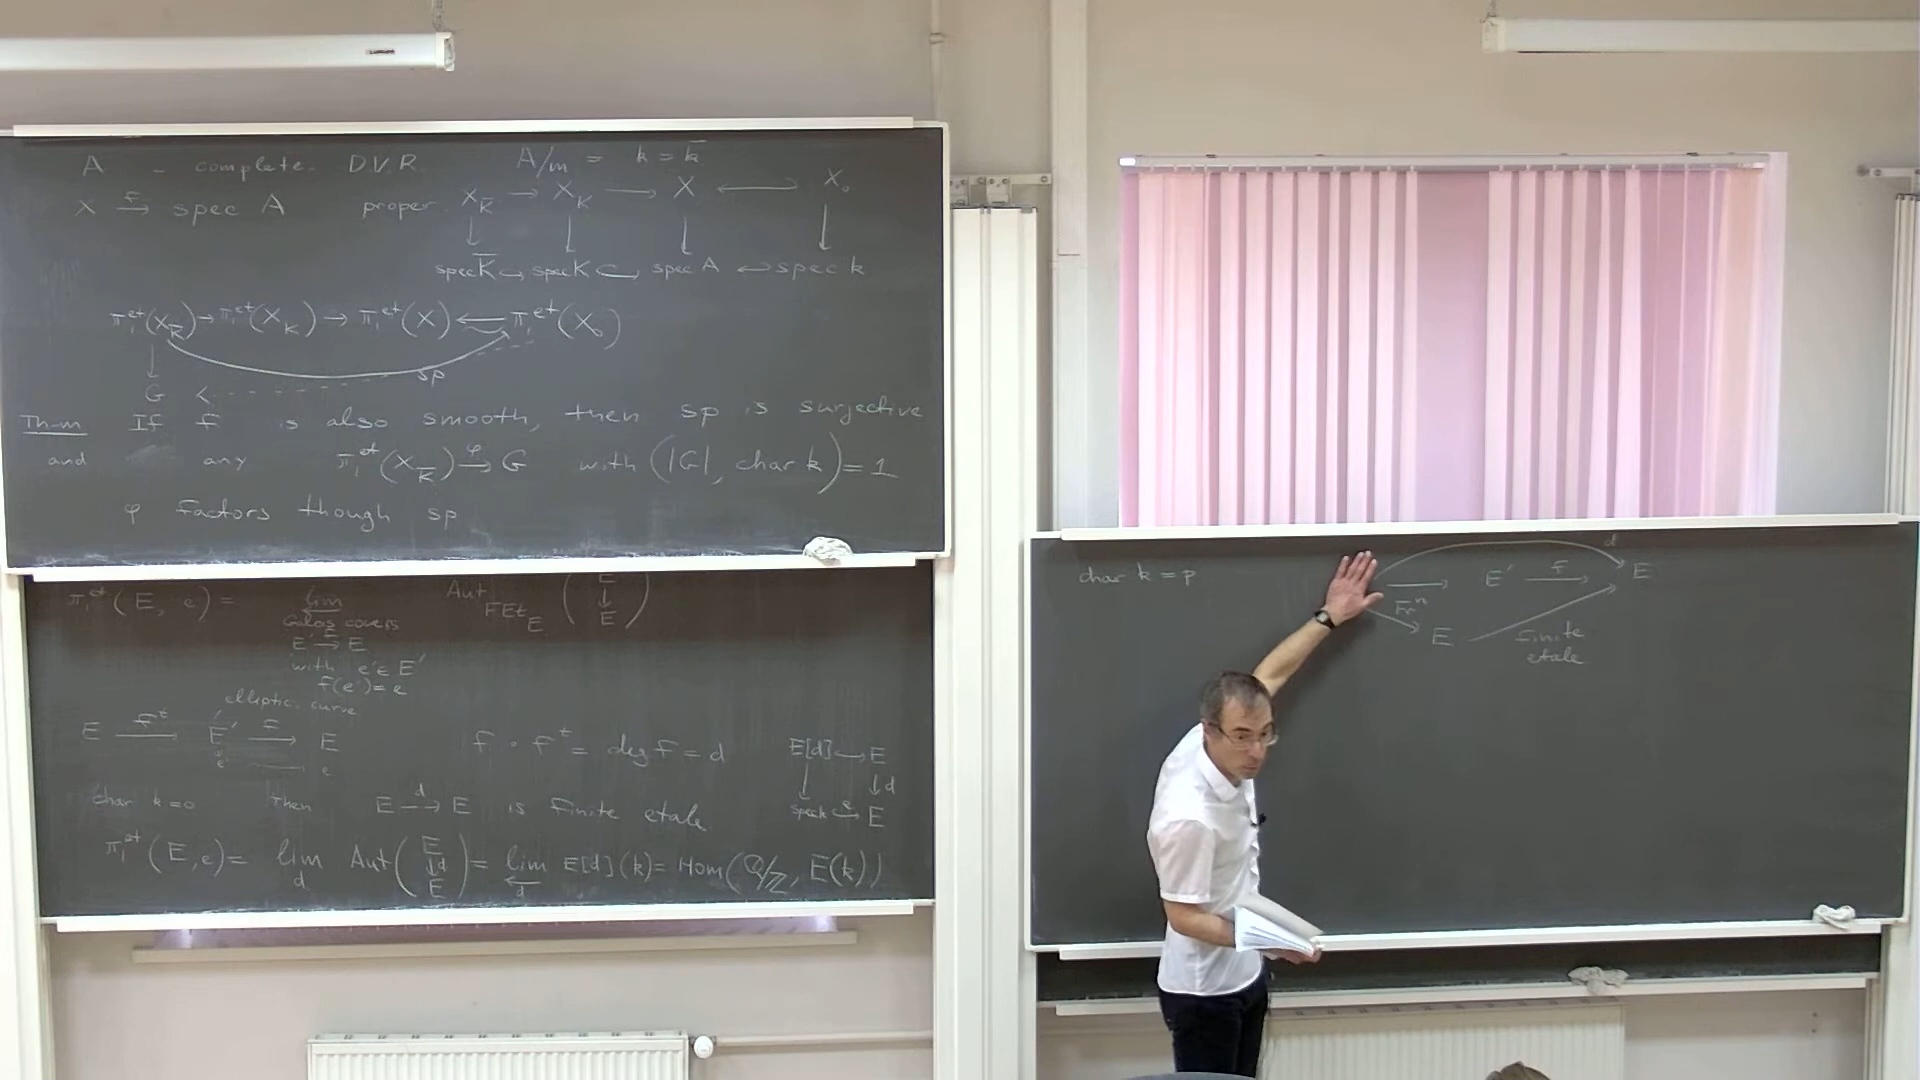 A - complete D.V.R. A/m = k = k̄
X →^f spec A proper X_K̄ → X_K → X ⟷ X₀
spec K̄ ↪ spec K ↪ spec A ↩ spec k
π₁^et(X_K̄) → π₁^et(X_K) → π₁^et(X) ← π₁^et(X₀)
sp
G
Thm If f is also smooth, then sp is surjective
and any π₁^et(X_K̄) →^φ G with (|G|, char k) = 1
φ factors though sp
π₁^et(E, e) = lim Aut_{FEt_E} (E ↓ E)
Galois covers
E' →^f E
with e' ∈ E'
f(e') = e
elliptic curve
E →^{f^t} E' →^f E f ∘ f^t = deg f = d E[d] ↪ E
e' → e ↓ ↓ d
spec k ↪^e E
char k = 0 Then E →^d E is finite etale
π₁^et(E, e) = lim_d Aut(E ↓d E) = lim_d E[d](k) = Hom(Q/Z, E(k))
char k = p → E' →^f E
d
Fr^n
E finite
etale